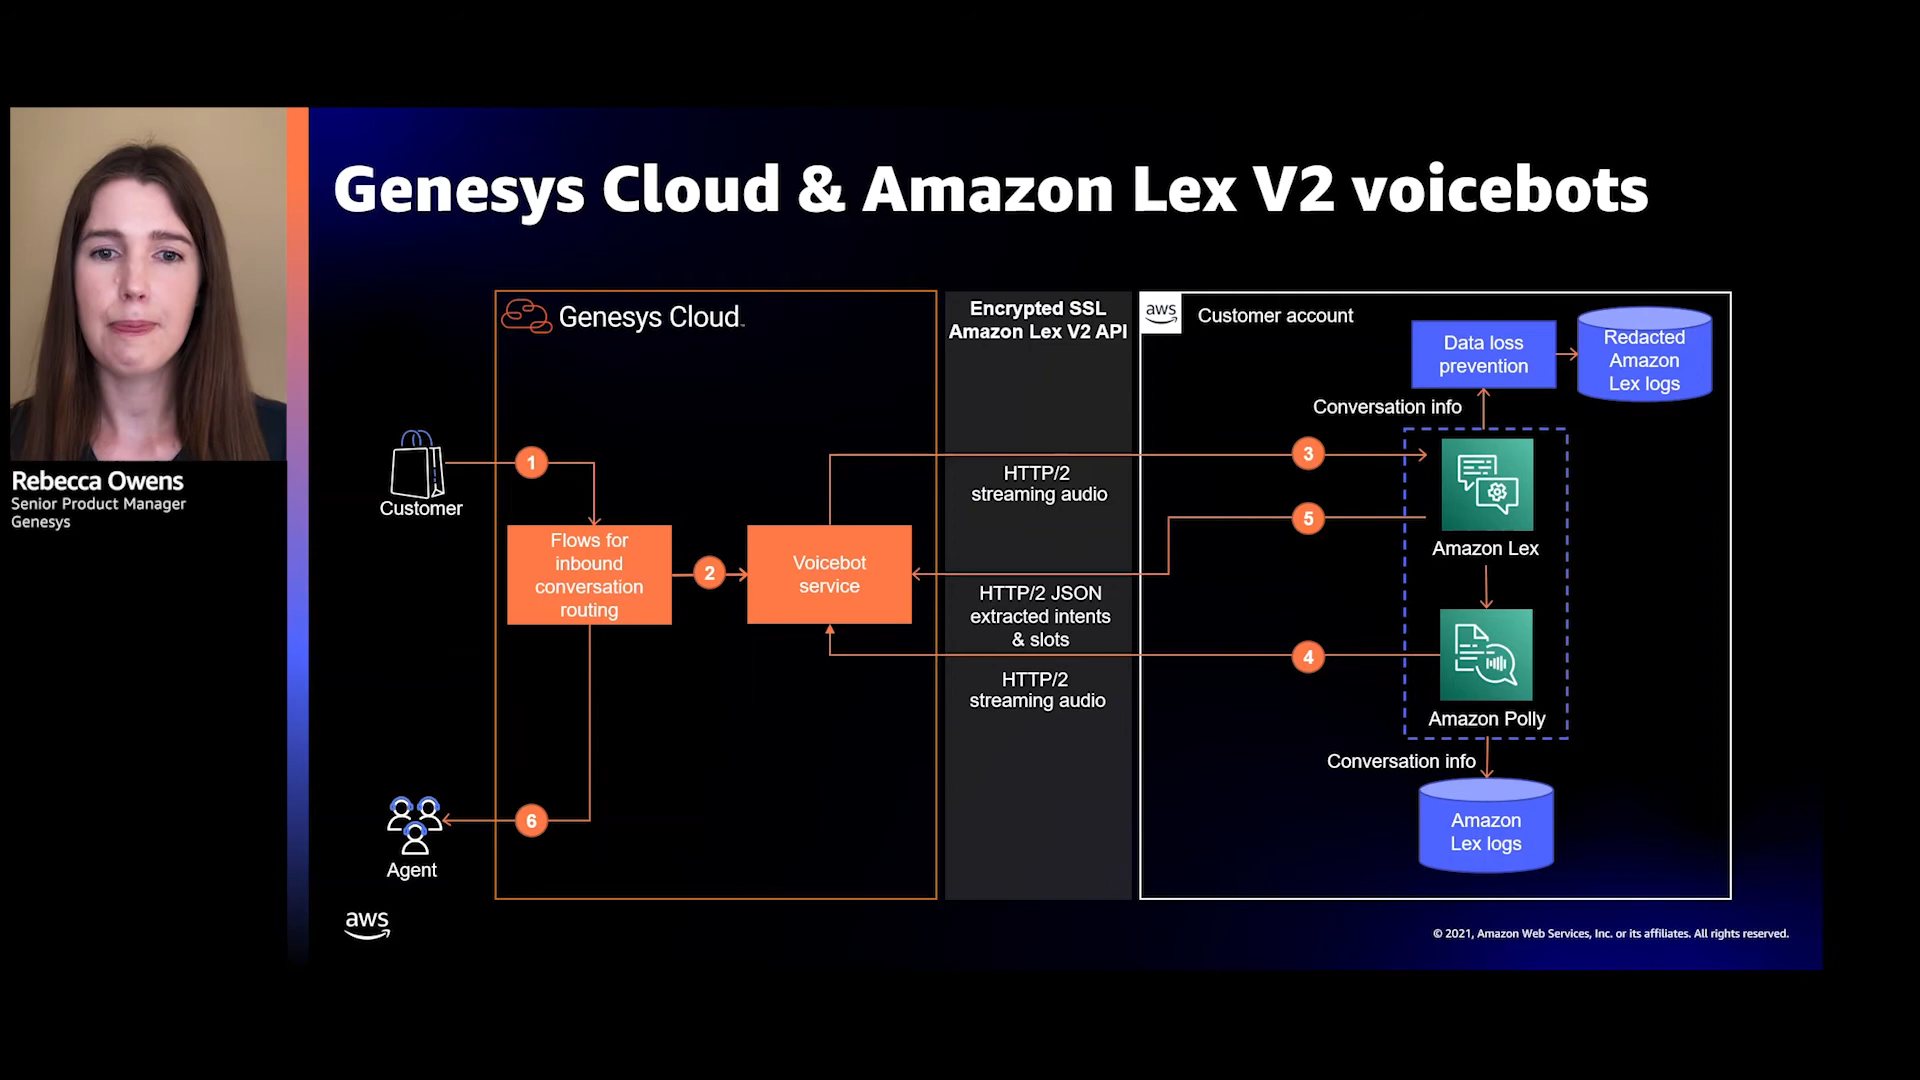 Genesys Cloud & Amazon Lex V2 voicebots
Rebecca Owens
Senior Product Manager
Genesys
Genesys Cloud™
Encrypted SSL
Amazon Lex V2 API
aws
Customer account
Data loss
prevention
Redacted
Amazon
Lex logs
Conversation info
Customer
1
Flows for
inbound
conversation
routing
2
Voicebot
service
3
HTTP/2
streaming audio
5
HTTP/2 JSON
extracted intents
& slots
4
HTTP/2
streaming audio
Amazon Lex
Amazon Polly
Conversation info
Amazon
Lex logs
6
Agent
aws
© 2021, Amazon Web Services, Inc. or its affiliates. All rights reserved.